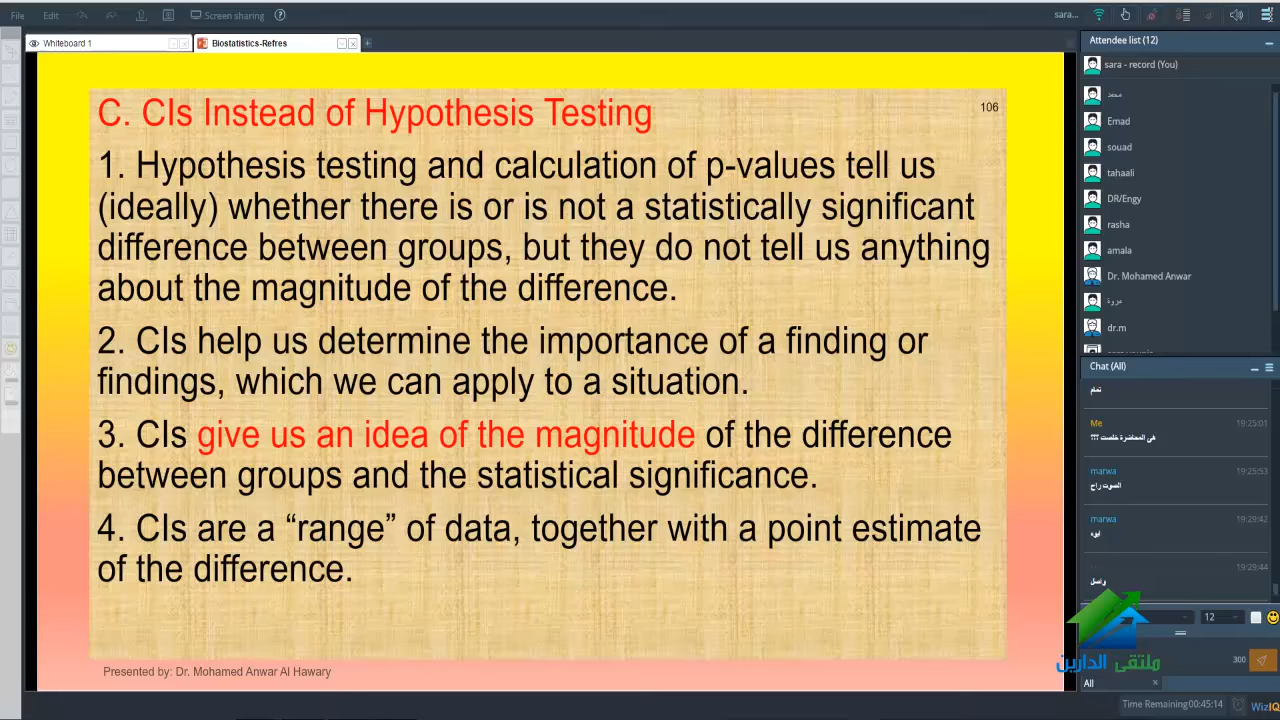 File Edit Screen sharing ?
sara...
Whiteboard 1
Biostatistics-Refres
C. CIs Instead of Hypothesis Testing
106
1. Hypothesis testing and calculation of p-values tell us
(ideally) whether there is or is not a statistically significant
difference between groups, but they do not tell us anything
about the magnitude of the difference.
2. CIs help us determine the importance of a finding or
findings, which we can apply to a situation.
3. CIs give us an idea of the magnitude of the difference
between groups and the statistical significance.
4. CIs are a “range” of data, together with a point estimate
of the difference.
Presented by: Dr. Mohamed Anwar Al Hawary
Attendee list (12)
sara - record (You)
محمد
Emad
souad
tahaali
DR/Engy
rasha
amala
Dr. Mohamed Anwar
مروة
dr.m
Chat (All)
تمام
Me 19:25:01
هى المحاضرة خلصت ؟؟؟
marwa 19:25:53
الصوت راح
marwa 19:29:42
ايوه
19:29:44
واصل
12
ملتقى الدارين
300
All
Time Remaining00:45:14
WizIQ